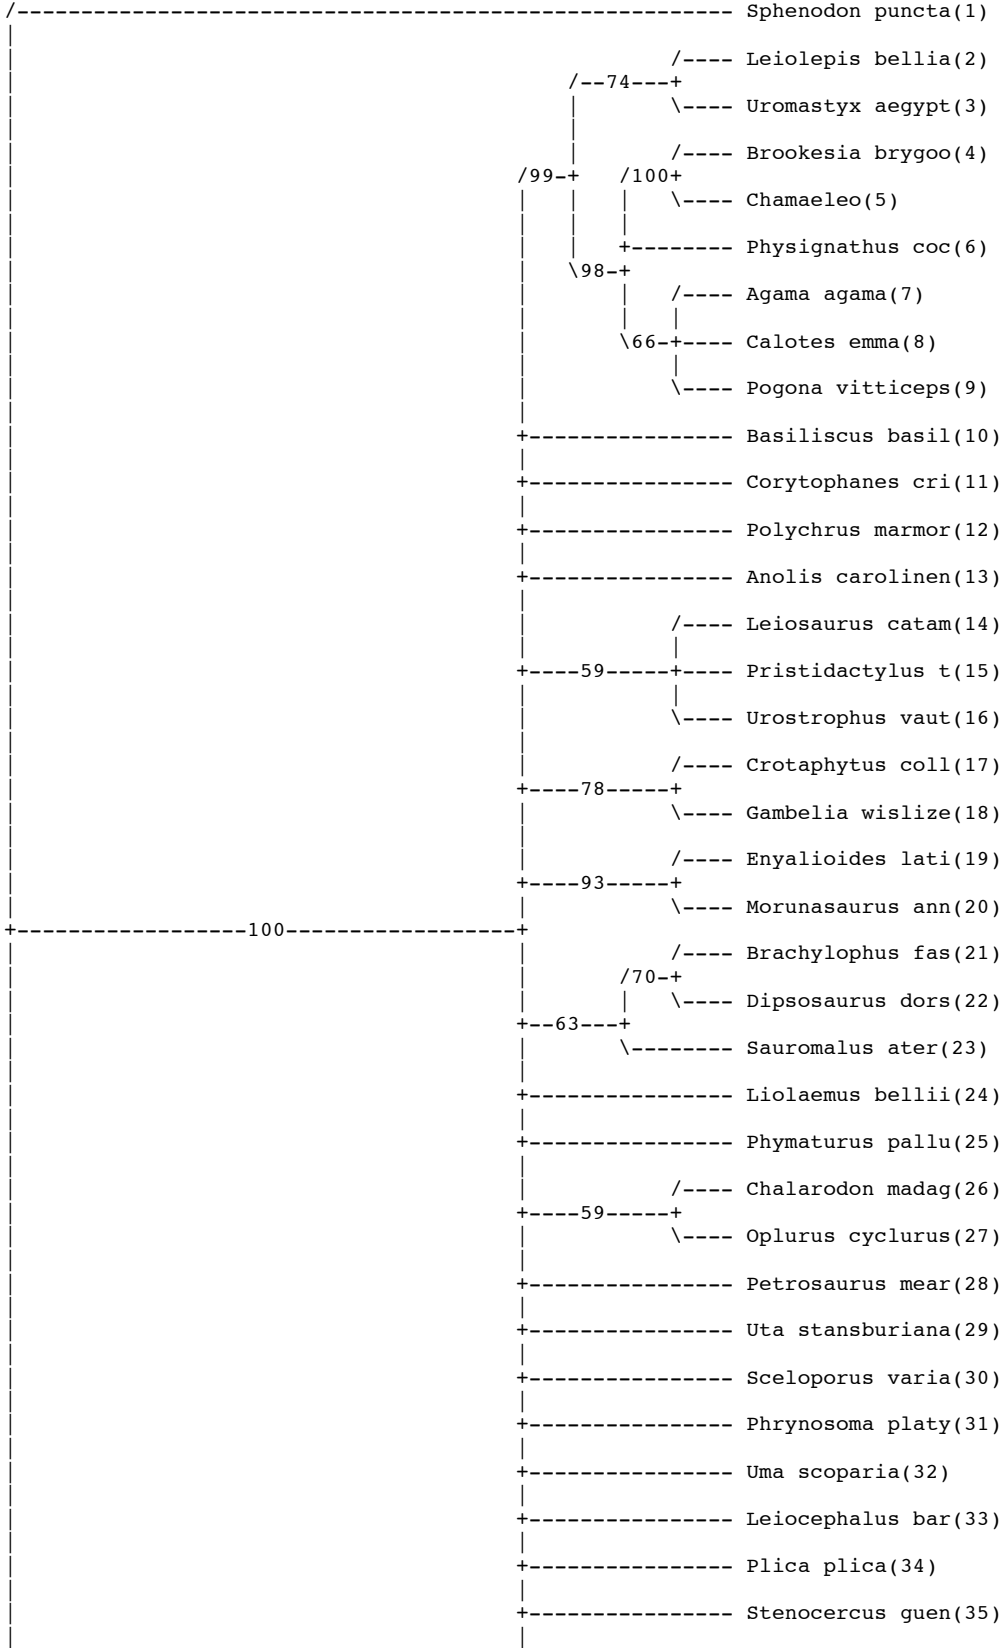 /------------------------------------------------------- Sphenodon puncta(1)
/---- Leiolepis bellia(2)
/--74---+
\---- Uromastyx aegypt(3)
/---- Brookesia brygoo(4)
/99-+ /100+
\---- Chamaeleo(5)
+-------- Physignathus coc(6)
\98-+
/---- Agama agama(7)
\66-+---- Calotes emma(8)
\---- Pogona vitticeps(9)
+---------------- Basiliscus basil(10)
+---------------- Corytophanes cri(11)
+---------------- Polychrus marmor(12)
+---------------- Anolis carolinen(13)
/---- Leiosaurus catam(14)
+----59-----+---- Pristidactylus t(15)
\---- Urostrophus vaut(16)
/---- Crotaphytus coll(17)
+----78-----+
\---- Gambelia wislize(18)
/---- Enyalioides lati(19)
+----93-----+
\---- Morunasaurus ann(20)
+------------------100------------------+
/---- Brachylophus fas(21)
/70-+
\---- Dipsosaurus dors(22)
+--63---+
\-------- Sauromalus ater(23)
+---------------- Liolaemus bellii(24)
+---------------- Phymaturus pallu(25)
/---- Chalarodon madag(26)
+----59-----+
\---- Oplurus cyclurus(27)
+---------------- Petrosaurus mear(28)
+---------------- Uta stansburiana(29)
+---------------- Sceloporus varia(30)
+---------------- Phrynosoma platy(31)
+---------------- Uma scoparia(32)
+---------------- Leiocephalus bar(33)
+---------------- Plica plica(34)
+---------------- Stenocercus guen(35)